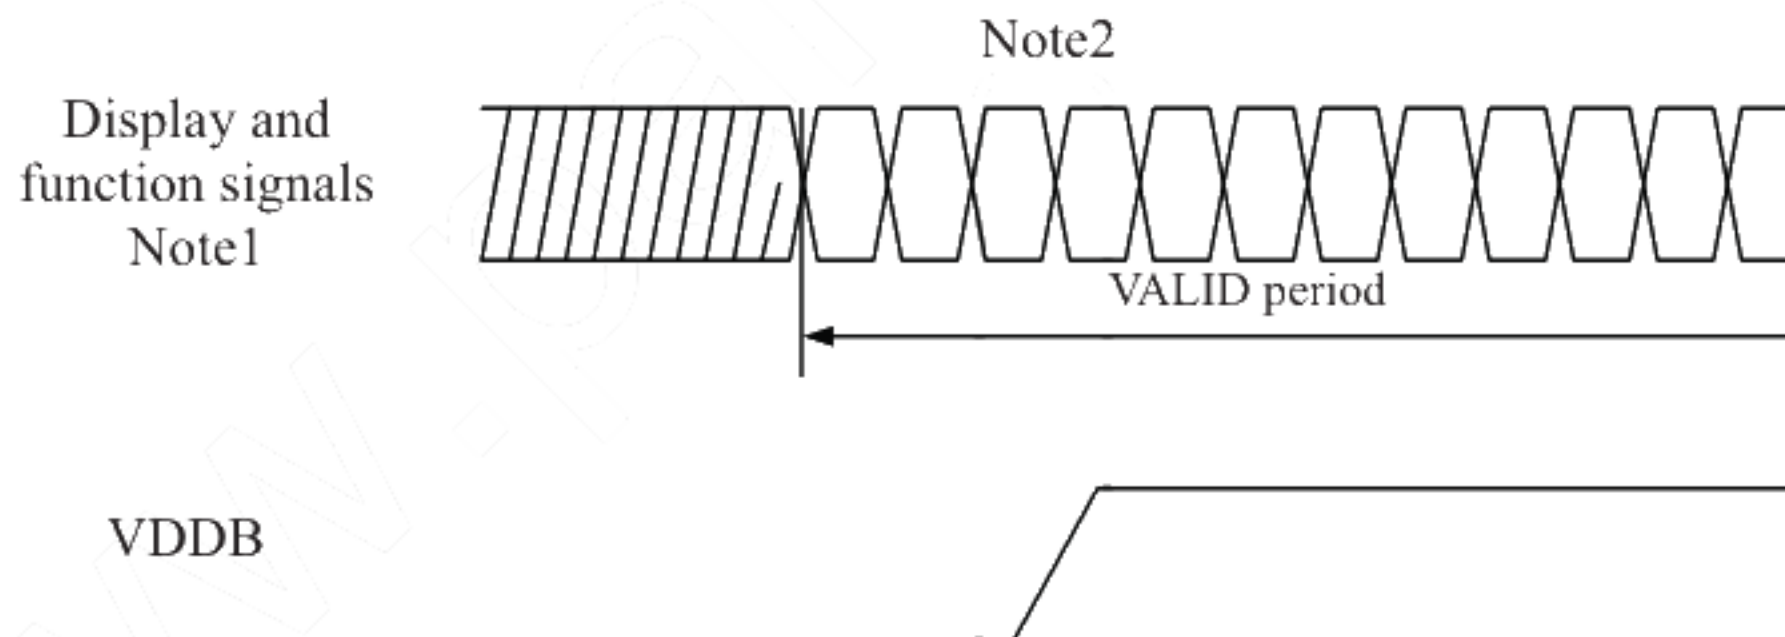 Note2
Display and
function signals
Note1
VALID period
VDDB